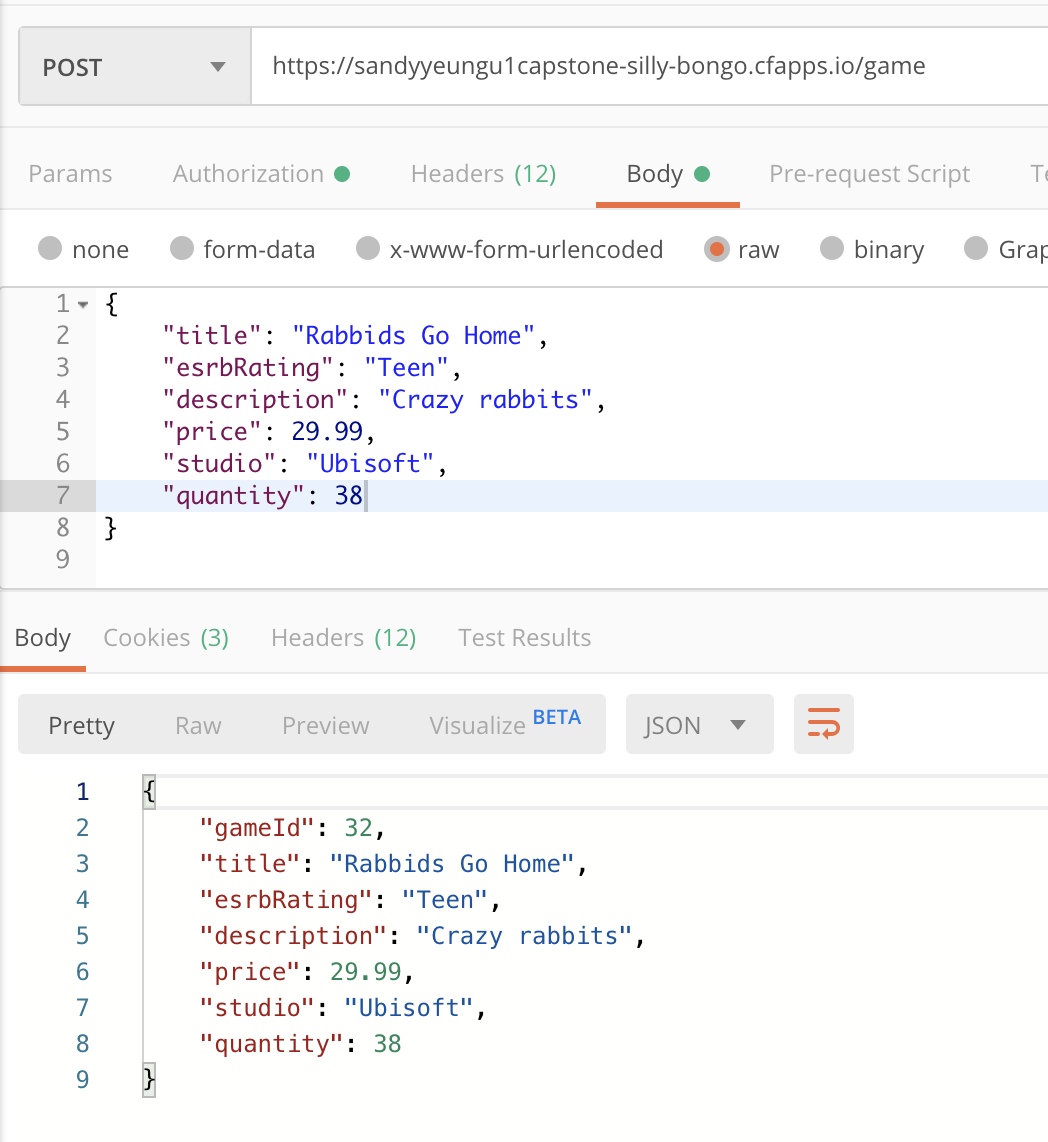 POST https://sandyyeungu1capstone-silly-bongo.cfapps.io/game
Params Authorization Headers (12) Body Pre-request Script
none form-data x-www-form-urlencoded raw binary
1 {
2 "title": "Rabbids Go Home",
3 "esrbRating": "Teen",
4 "description": "Crazy rabbits",
5 "price": 29.99,
6 "studio": "Ubisoft",
7 "quantity": 38
8 }
9
Body Cookies (3) Headers (12) Test Results
Pretty Raw Preview Visualize BETA JSON
1 {
2 "gameId": 32,
3 "title": "Rabbids Go Home",
4 "esrbRating": "Teen",
5 "description": "Crazy rabbits",
6 "price": 29.99,
7 "studio": "Ubisoft",
8 "quantity": 38
9 }